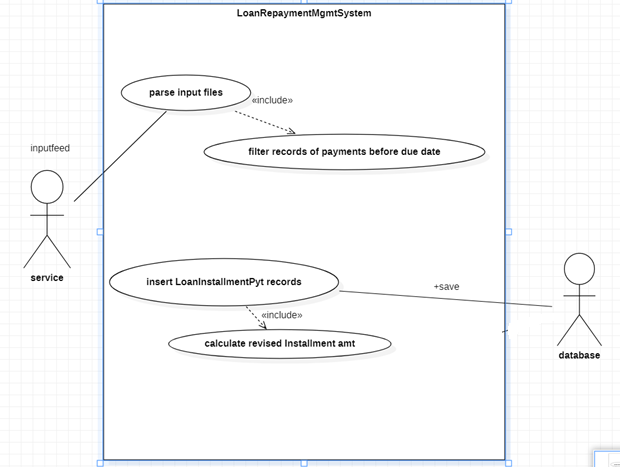 LoanRepaymentMgmtSystem
parse input files
«include»
inputfeed
filter records of payments before due date
service
insert LoanInstallmentPyt records
+save
«include»
calculate revised Installment amt
database